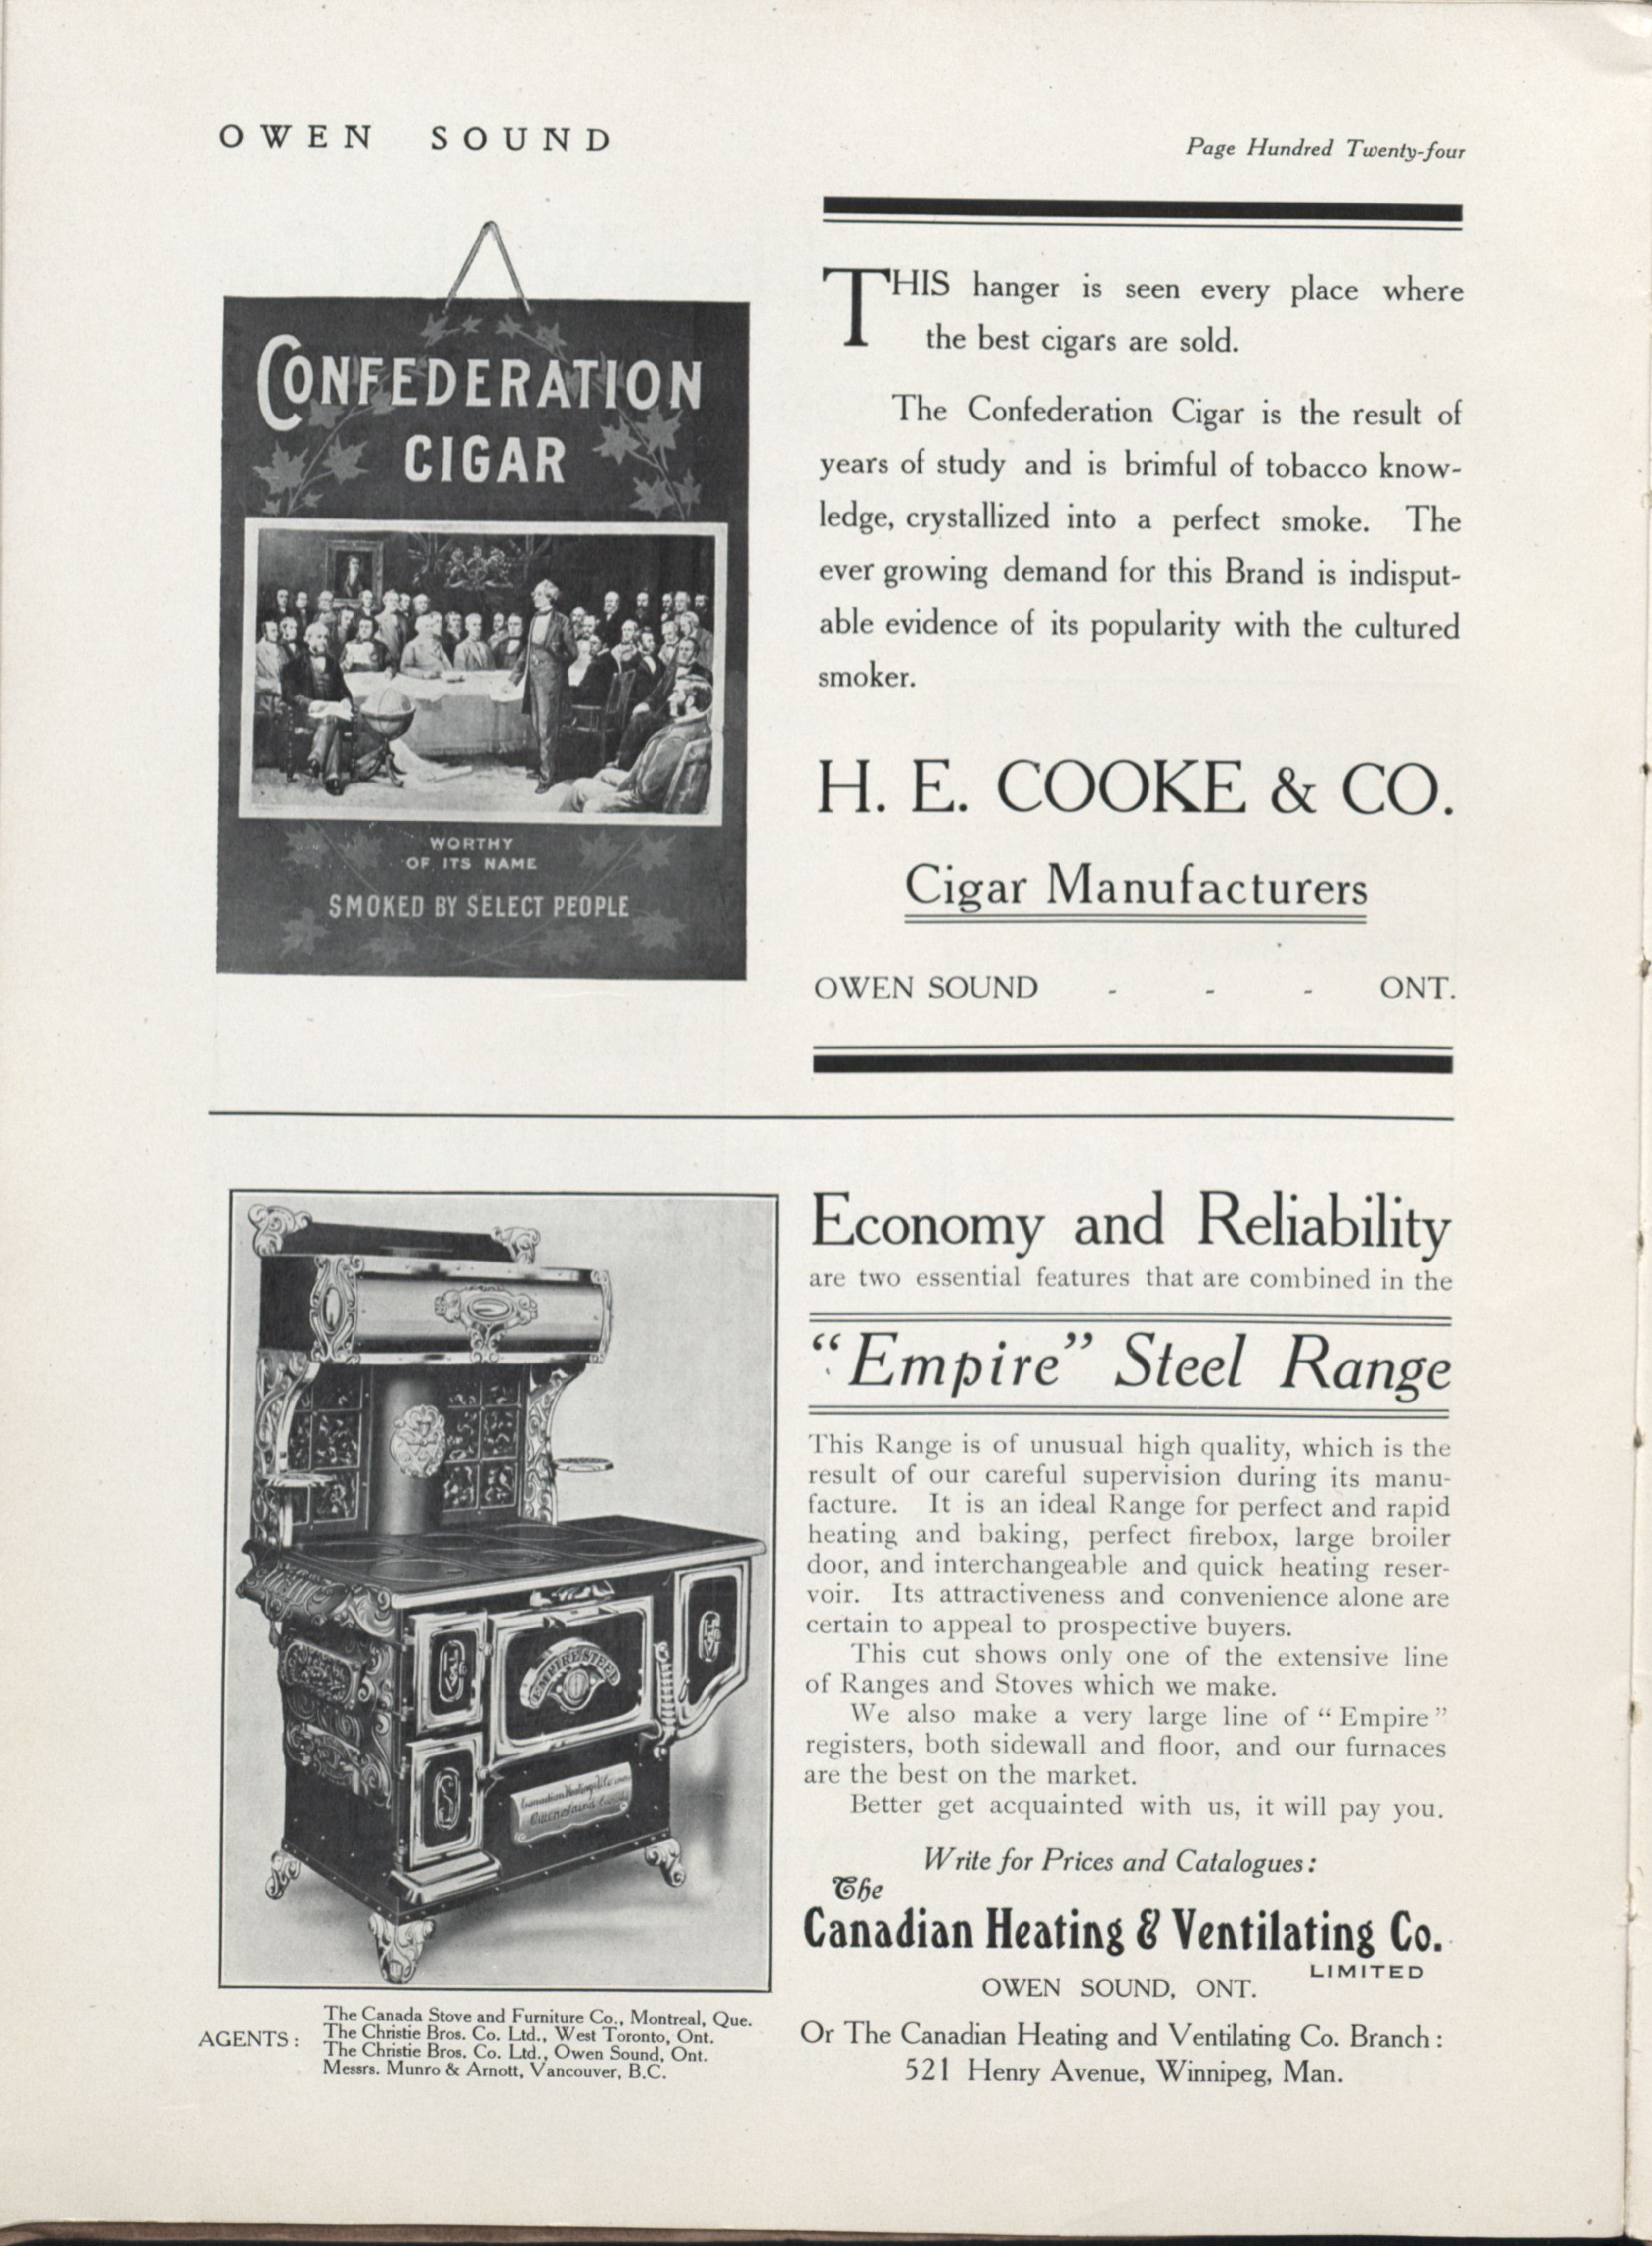 OWEN SOUND
Page Hundred Twenty-four
CONFEDERATION
CIGAR
WORTHY
OF ITS NAME
SMOKED BY SELECT PEOPLE
THIS hanger is seen every place where
the best cigars are sold.
The Confederation Cigar is the result of
years of study and is brimful of tobacco know-
ledge, crystallized into a perfect smoke. The
ever growing demand for this Brand is indisput-
able evidence of its popularity with the cultured
smoker.
H. E. COOKE & CO.
Cigar Manufacturers
OWEN SOUND - - - ONT.
EMPIRE STEEL
AGENTS:
The Canada Stove and Furniture Co., Montreal, Que.
The Christie Bros. Co. Ltd., West Toronto, Ont.
The Christie Bros. Co. Ltd., Owen Sound, Ont.
Messrs. Munro & Arnott, Vancouver, B.C.
Economy and Reliability
are two essential features that are combined in the
“Empire” Steel Range
This Range is of unusual high quality, which is the
result of our careful supervision during its manu-
facture. It is an ideal Range for perfect and rapid
heating and baking, perfect firebox, large broiler
door, and interchangeable and quick heating reser-
voir. Its attractiveness and convenience alone are
certain to appeal to prospective buyers.
This cut shows only one of the extensive line
of Ranges and Stoves which we make.
We also make a very large line of “Empire”
registers, both sidewall and floor, and our furnaces
are the best on the market.
Better get acquainted with us, it will pay you.
Write for Prices and Catalogues:
The
Canadian Heating & Ventilating Co.
LIMITED
OWEN SOUND, ONT.
Or The Canadian Heating and Ventilating Co. Branch:
521 Henry Avenue, Winnipeg, Man.